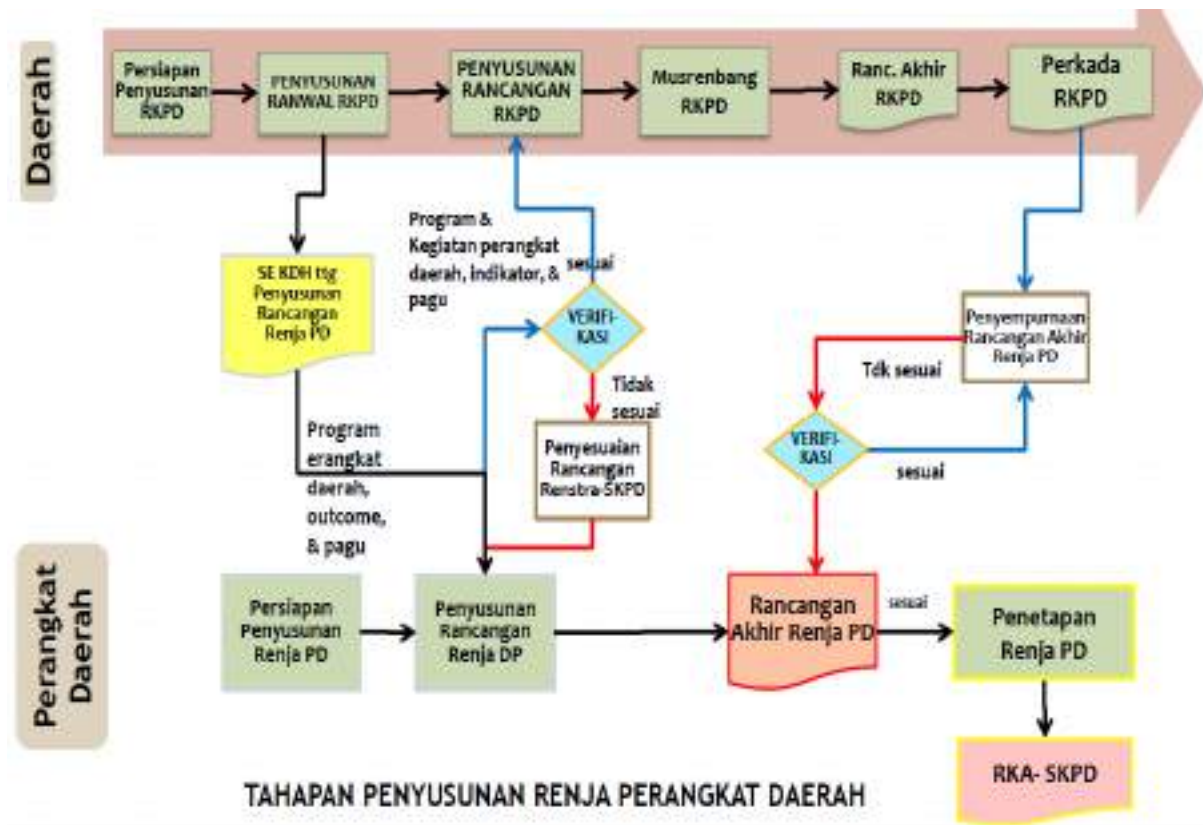 Daerah
Persiapan
Penyusunan
RKPD
PENYUSUNAN
RANWAL RKPD
PENYUSUNAN
RANCANGAN
RKPD
Musrenbang
RKPD
Ranc. Akhir
RKPD
Perkada
RKPD
SE KDH ttg
Penyusunan
Rancangan
Renja PD
Program &
Kegiatan perangkat
daerah, indikator, &
pagu
sesuai
VERIFI-
KASI
Tidak
sesuai
Penyesuaian
Rancangan
Renstra-SKPD
Penyempurnaan
Rancangan Akhir
Renja PD
Tdk sesuai
VERIFI-
KASI
sesuai
Program
erangkat
daerah,
outcome,
& pagu
Perangkat
Daerah
Persiapan
Penyusunan
Renja PD
Penyusunan
Rancangan
Renja DP
Rancangan
Akhir Renja PD
sesuai
Penetapan
Renja PD
RKA- SKPD
TAHAPAN PENYUSUNAN RENJA PERANGKAT DAERAH